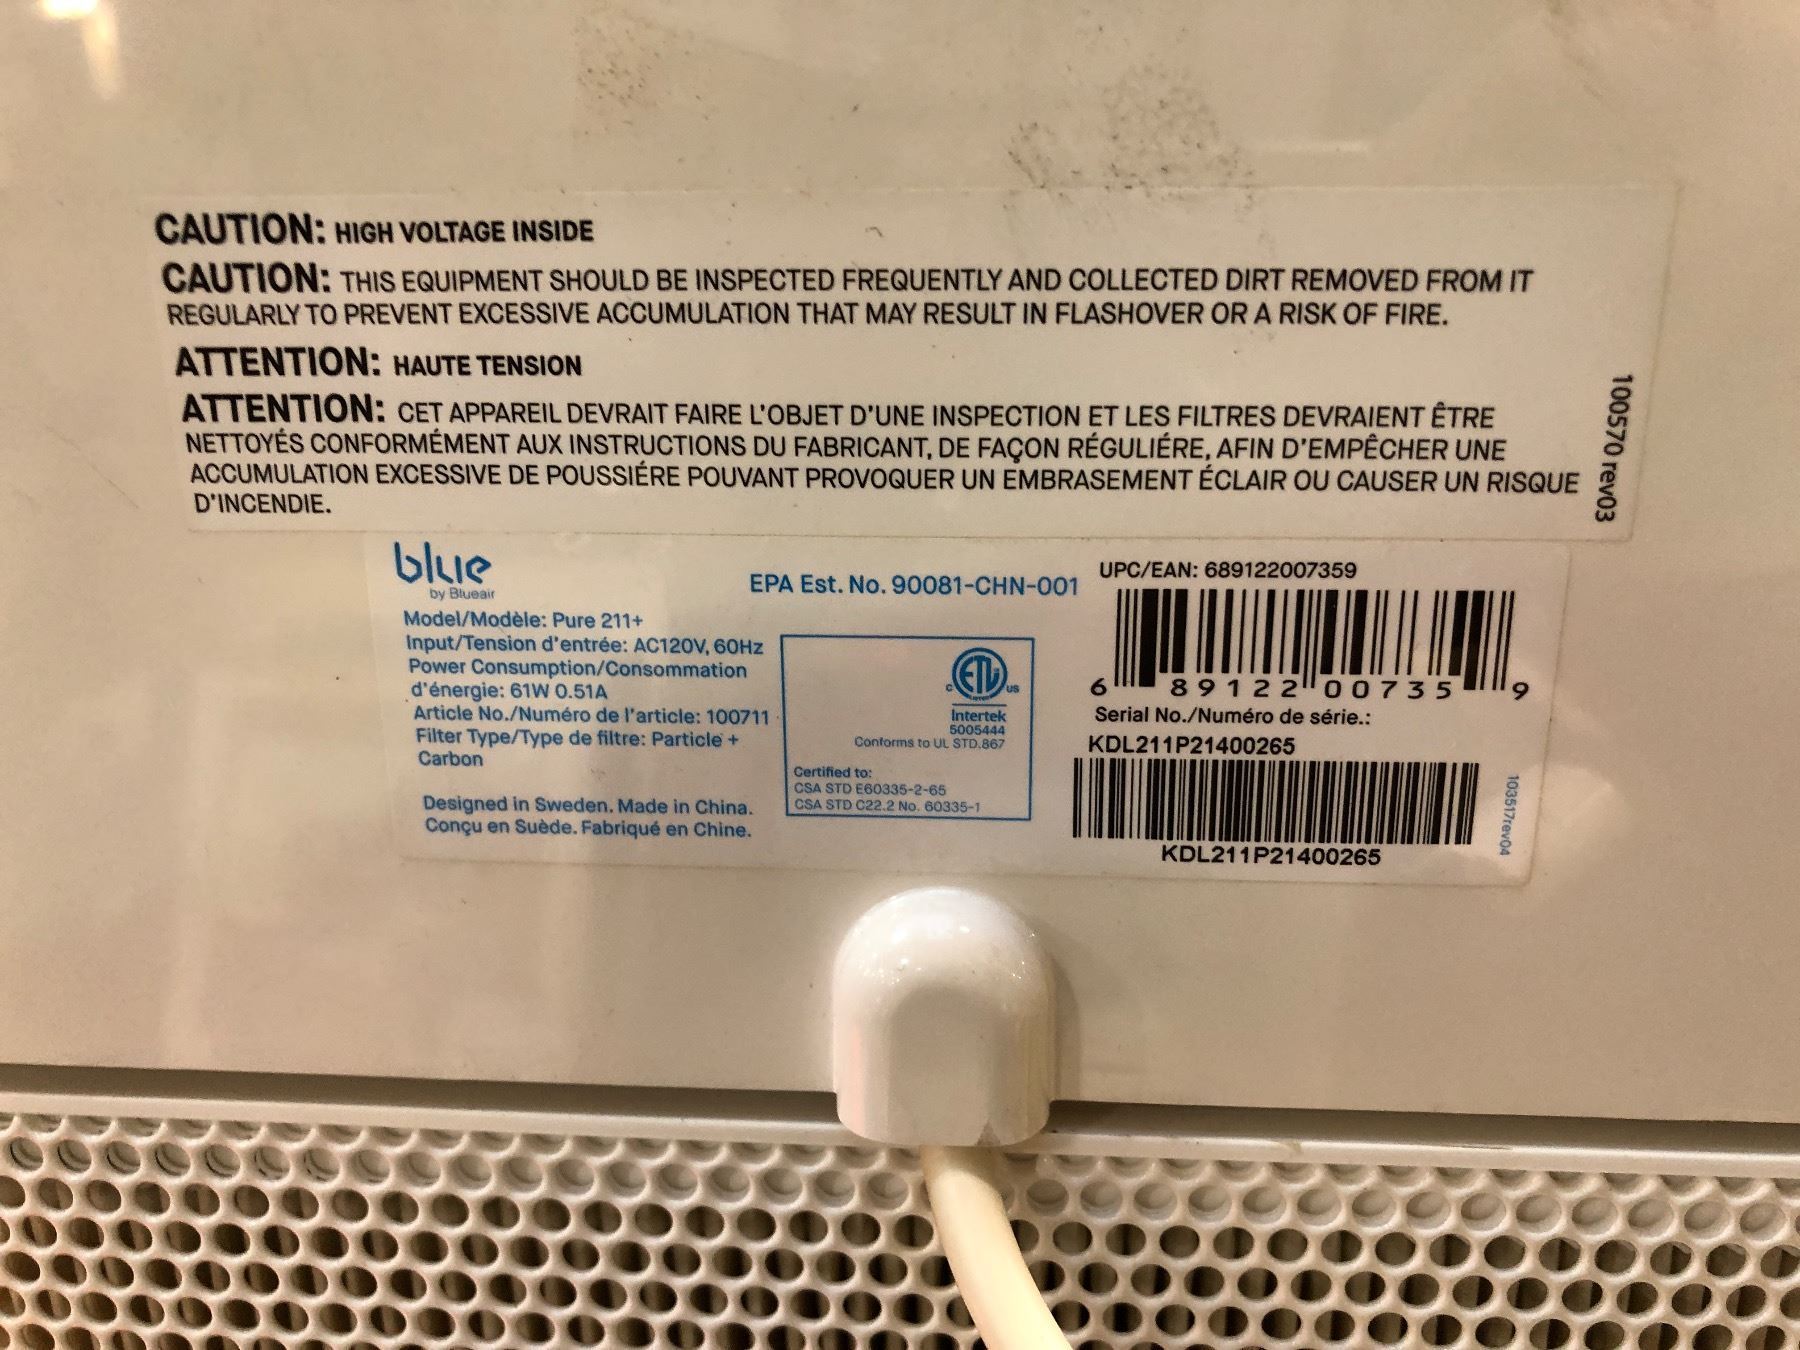 CAUTION: HIGH VOLTAGE INSIDE
CAUTION: THIS EQUIPMENT SHOULD BE INSPECTED FREQUENTLY AND COLLECTED DIRT REMOVED FROM IT
REGULARLY TO PREVENT EXCESSIVE ACCUMULATION THAT MAY RESULT IN FLASHOVER OR A RISK OF FIRE.
ATTENTION: HAUTE TENSION
ATTENTION: CET APPAREIL DEVRAIT FAIRE L'OBJET D'UNE INSPECTION ET LES FILTRES DEVRAIENT ÊTRE
NETTOYÉS CONFORMÉMENT AUX INSTRUCTIONS DU FABRICANT, DE FAÇON RÉGULIÉRE, AFIN D'EMPÊCHER UNE
ACCUMULATION EXCESSIVE DE POUSSIÉRE POUVANT PROVOQUER UN EMBRASEMENT ÉCLAIR OU CAUSER UN RISQUE
D'INCENDIE.
100570 rev03
blue
by Blueair
Model/Modèle: Pure 211+
Input/Tension d'entrée: AC120V, 60Hz
Power Consumption/Consommation
d'énergie: 61W 0.51A
Article No./Numéro de l'article: 100711
Filter Type/Type de filtre: Particle +
Carbon
Designed in Sweden. Made in China.
Conçu en Suède. Fabriqué en Chine.
EPA Est. No. 90081-CHN-001
C ETL US
LISTED
Intertek
5005444
Conforms to UL STD.867
Certified to:
CSA STD E60335-2-65
CSA STD C22.2 No. 60335-1
UPC/EAN: 689122007359
6 89122 00735 9
Serial No./Numéro de série.:
KDL211P21400265
KDL211P21400265
103517rev04